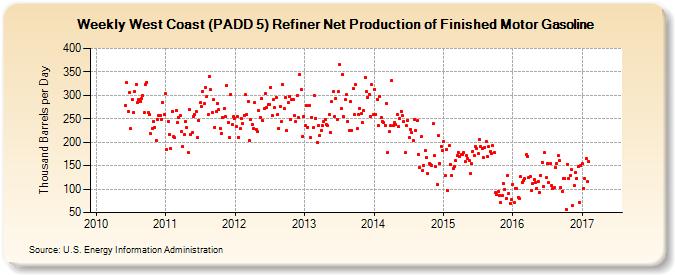 Weekly West Coast (PADD 5) Refiner Net Production of Finished Motor Gasoline
Thousand Barrels per Day
400
350
300
250
200
150
100
50
2010 2011 2012 2013 2014 2015 2016 2017
Source: U.S. Energy Information Administration